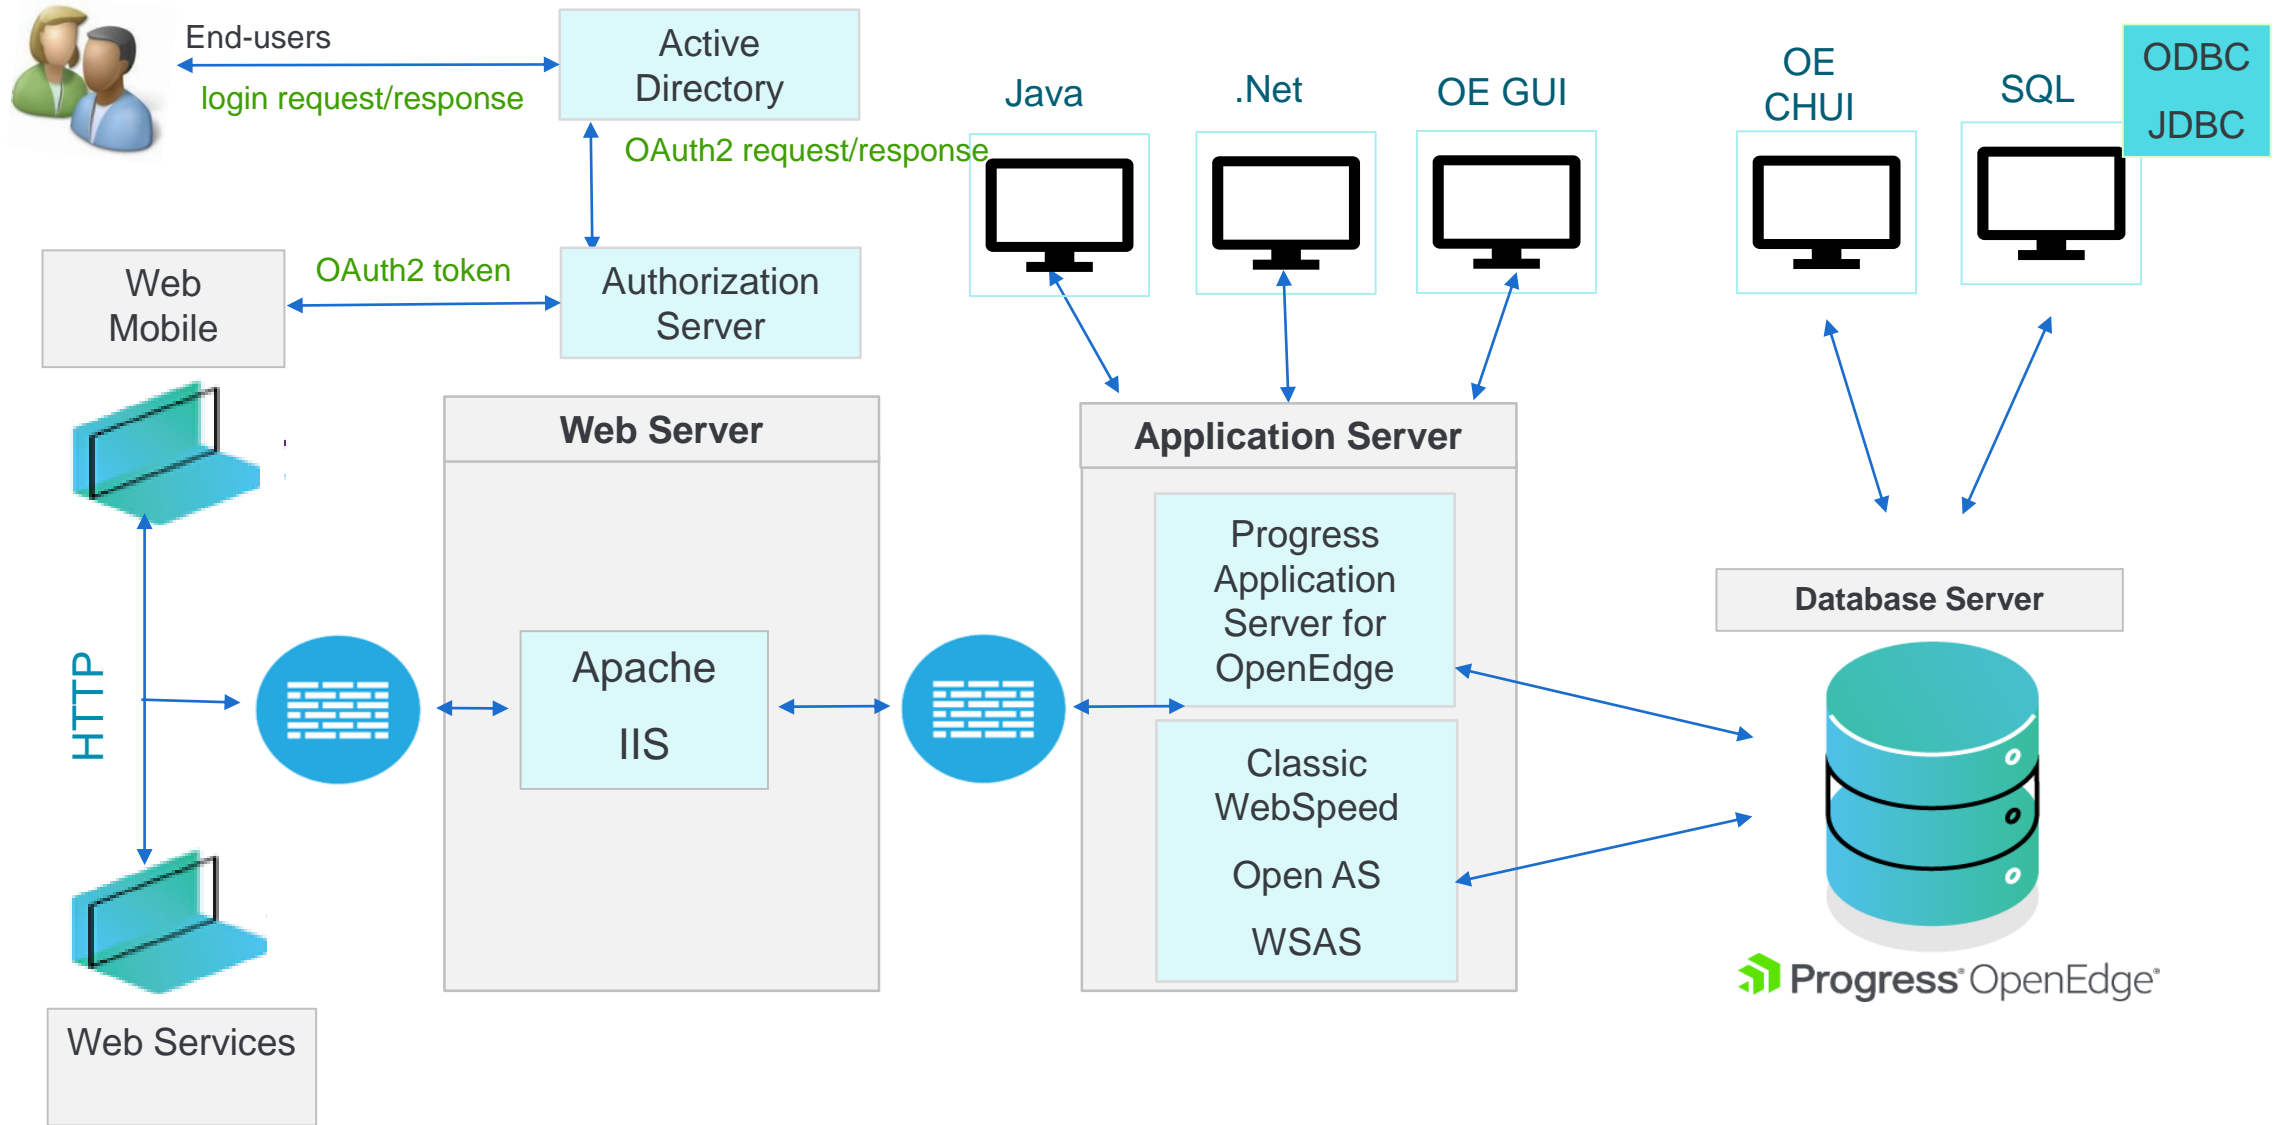 End-users
login request/response
Active
Directory
OAuth2 request/response
Java
.Net
OE GUI
OE
CHUI
SQL
ODBC
JDBC
Web
Mobile
OAuth2 token
Authorization
Server
Web Server
Application Server
Progress
Application
Server for
OpenEdge
Database Server
HTTP
Apache
IIS
Classic
WebSpeed
Open AS
WSAS
Progress® OpenEdge®
Web Services